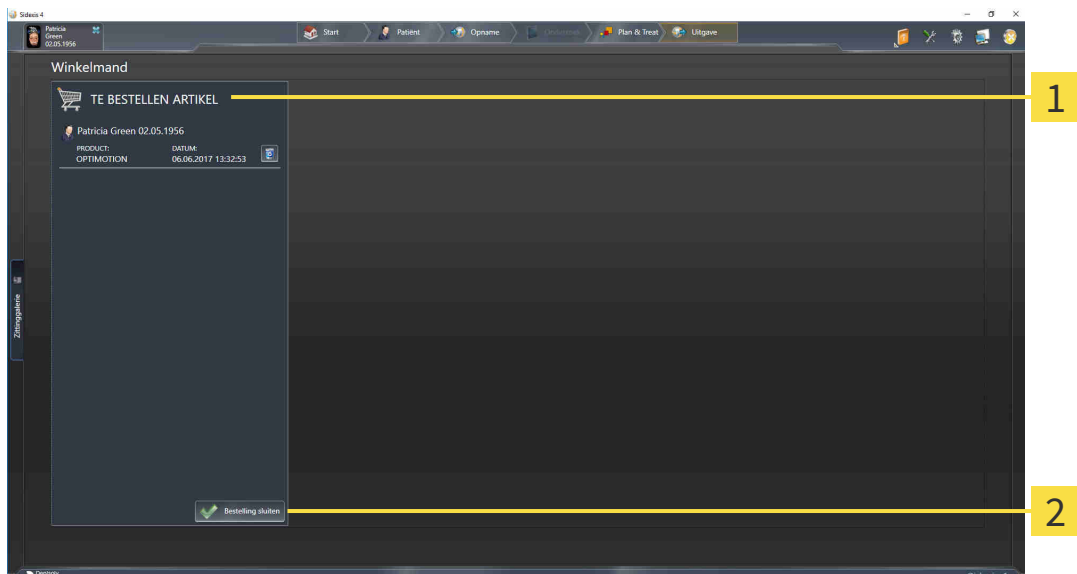 Sidexis 4
Patricia
Green
02.05.1956
Start
Patiënt
Opname
Plan & Treat
Uitgave
Winkelmand
TE BESTELLEN ARTIKEL
1
Patricia Green 02.05.1956
PRODUCT: DATUM:
OPTIMOTION 06.06.2017 13:32:53
Zittinggalerie
Bestelling sluiten
2